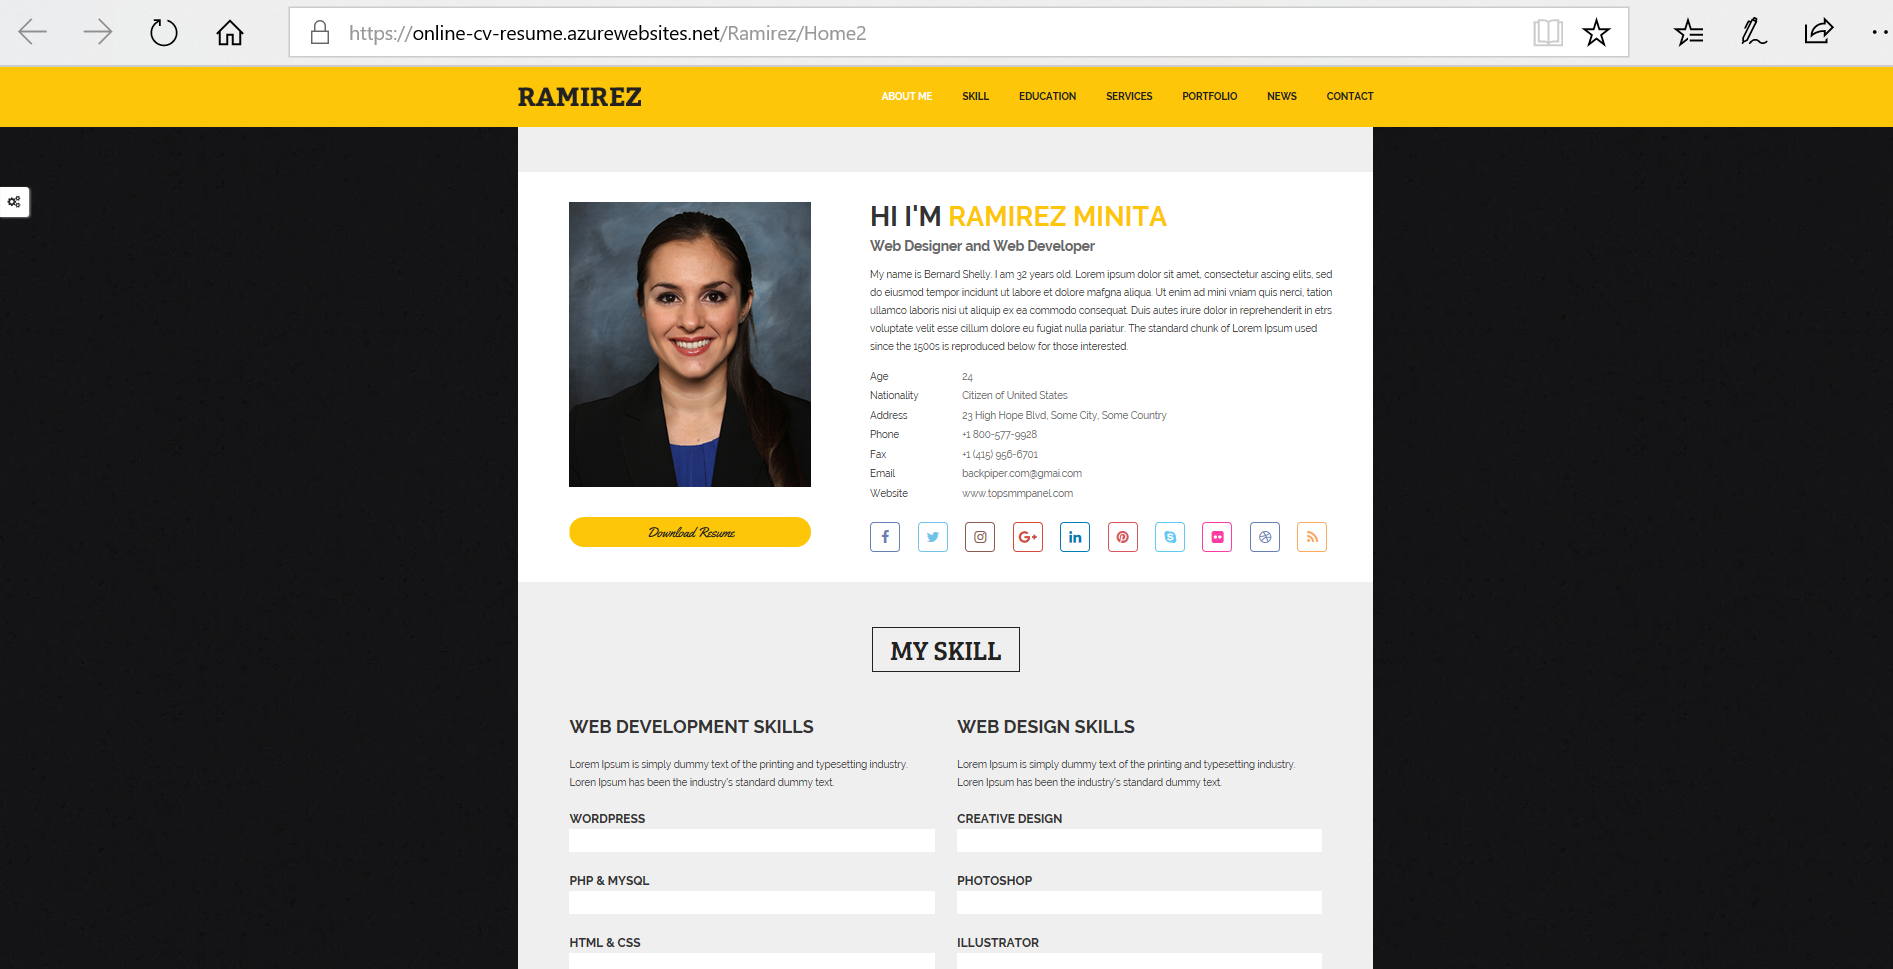 https://online-cv-resume.azurewebsites.net/Ramirez/Home2
RAMIREZ
ABOUT ME SKILL EDUCATION SERVICES PORTFOLIO NEWS CONTACT
HI I'M RAMIREZ MINITA
Web Designer and Web Developer
My name is Bernard Shelly. I am 32 years old. Lorem ipsum dolor sit amet, consectetur ascing elits, sed
do eiusmod tempor incidunt ut labore et dolore mafgna aliqua. Ut enim ad mini vniam quis nerci, tation
ullamco laboris nisi ut aliquip ex ea commodo consequat. Duis autes irure dolor in reprehenderit in etrs
voluptate velit esse cillum dolore eu fugiat nulla pariatur. The standard chunk of Lorem Ipsum used
since the 1500s is reproduced below for those interested.
Age 24
Nationality Citizen of United States
Address 23 High Hope Blvd, Some City, Some Country
Phone +1 800-577-9928
Fax +1 (415) 956-6701
Email backpiper.com@gmai.com
Website www.topsmmpanel.com
Download Resume
MY SKILL
WEB DEVELOPMENT SKILLS
Lorem Ipsum is simply dummy text of the printing and typesetting industry.
Loren Ipsum has been the industry's standard dummy text.
WORDPRESS
PHP & MYSQL
HTML & CSS
WEB DESIGN SKILLS
Lorem Ipsum is simply dummy text of the printing and typesetting industry.
Loren Ipsum has been the industry's standard dummy text.
CREATIVE DESIGN
PHOTOSHOP
ILLUSTRATOR